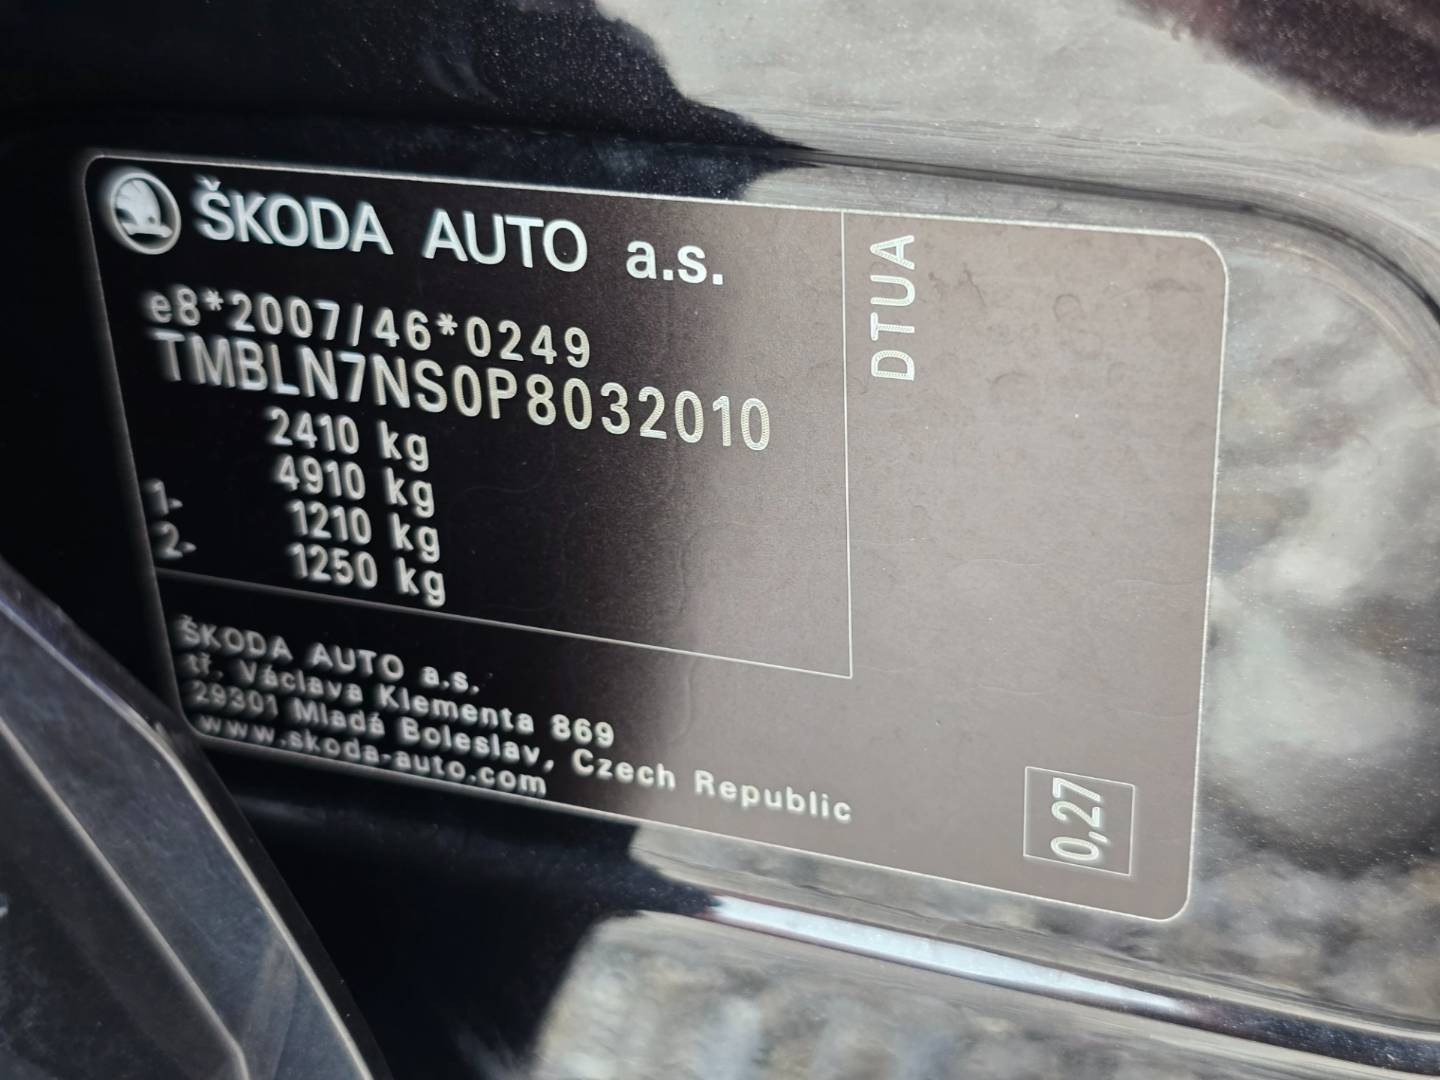 ŠKODA AUTO a.s.
e8*2007/46*0249
TMBLN7NS0P8032010
2410 kg
4910 kg
1- 1210 kg
2- 1250 kg
ŠKODA AUTO a.s.
tř. Václava Klementa 869
29301 Mladá Boleslav, Czech Republic
www.skoda-auto.com
DTUA
0,27